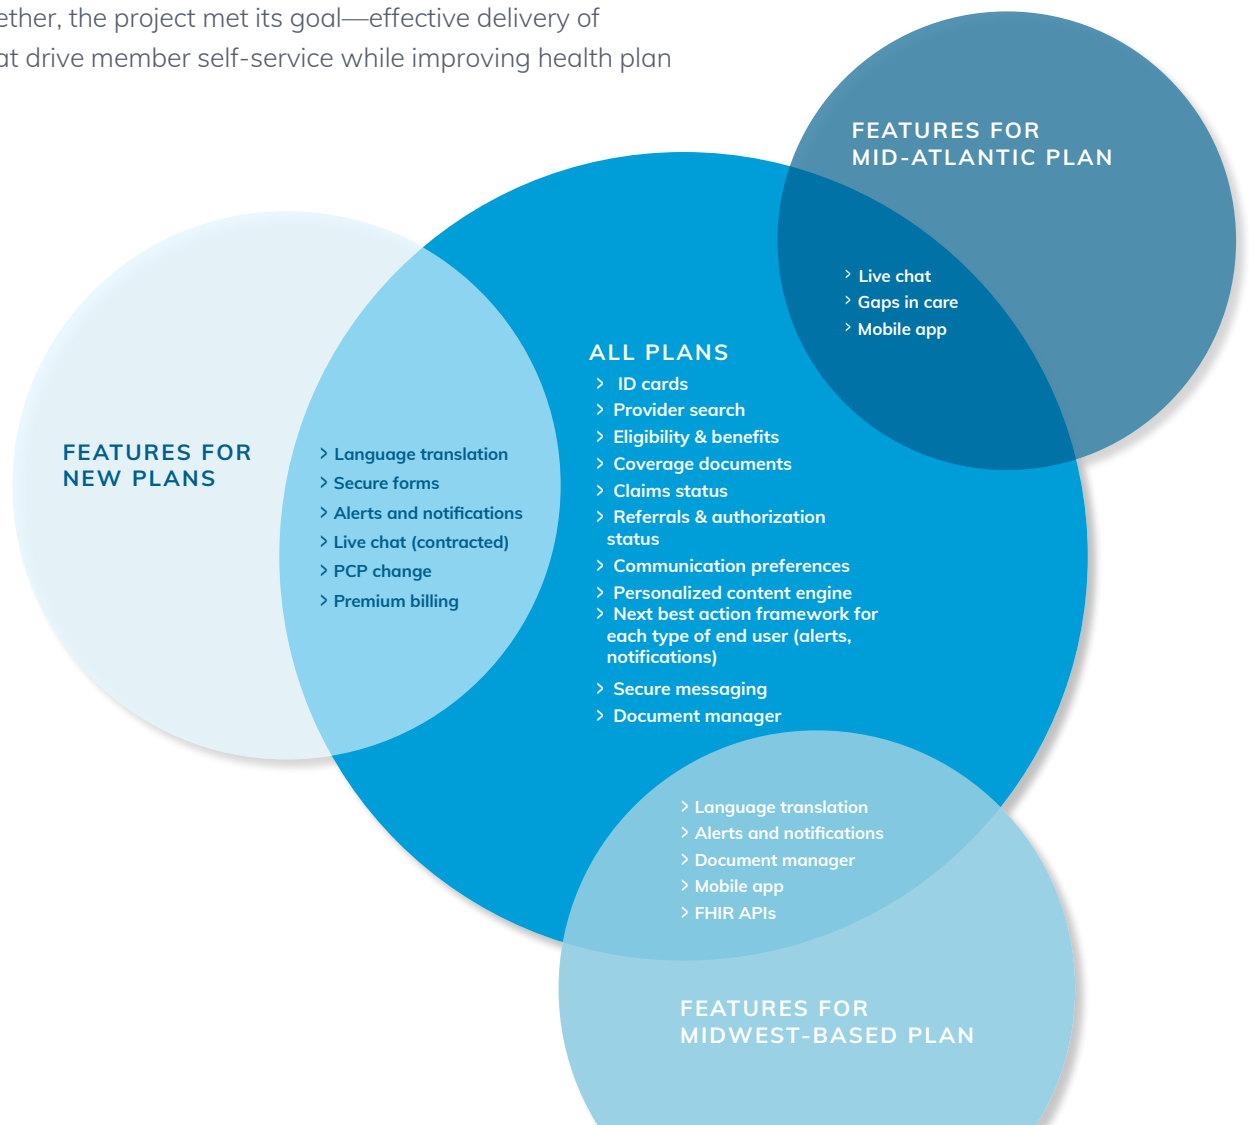 ether, the project met its goal—effective delivery of
at drive member self-service while improving health plan
FEATURES FOR
MID-ATLANTIC PLAN
> Live chat
> Gaps in care
> Mobile app
ALL PLANS
> ID cards
> Provider search
> Eligibility & benefits
> Coverage documents
> Claims status
> Referrals & authorization
status
> Communication preferences
> Personalized content engine
> Next best action framework for
each type of end user (alerts,
notifications)
> Secure messaging
> Document manager
FEATURES FOR
NEW PLANS
> Language translation
> Secure forms
> Alerts and notifications
> Live chat (contracted)
> PCP change
> Premium billing
> Language translation
> Alerts and notifications
> Document manager
> Mobile app
> FHIR APIs
FEATURES FOR
MIDWEST-BASED PLAN